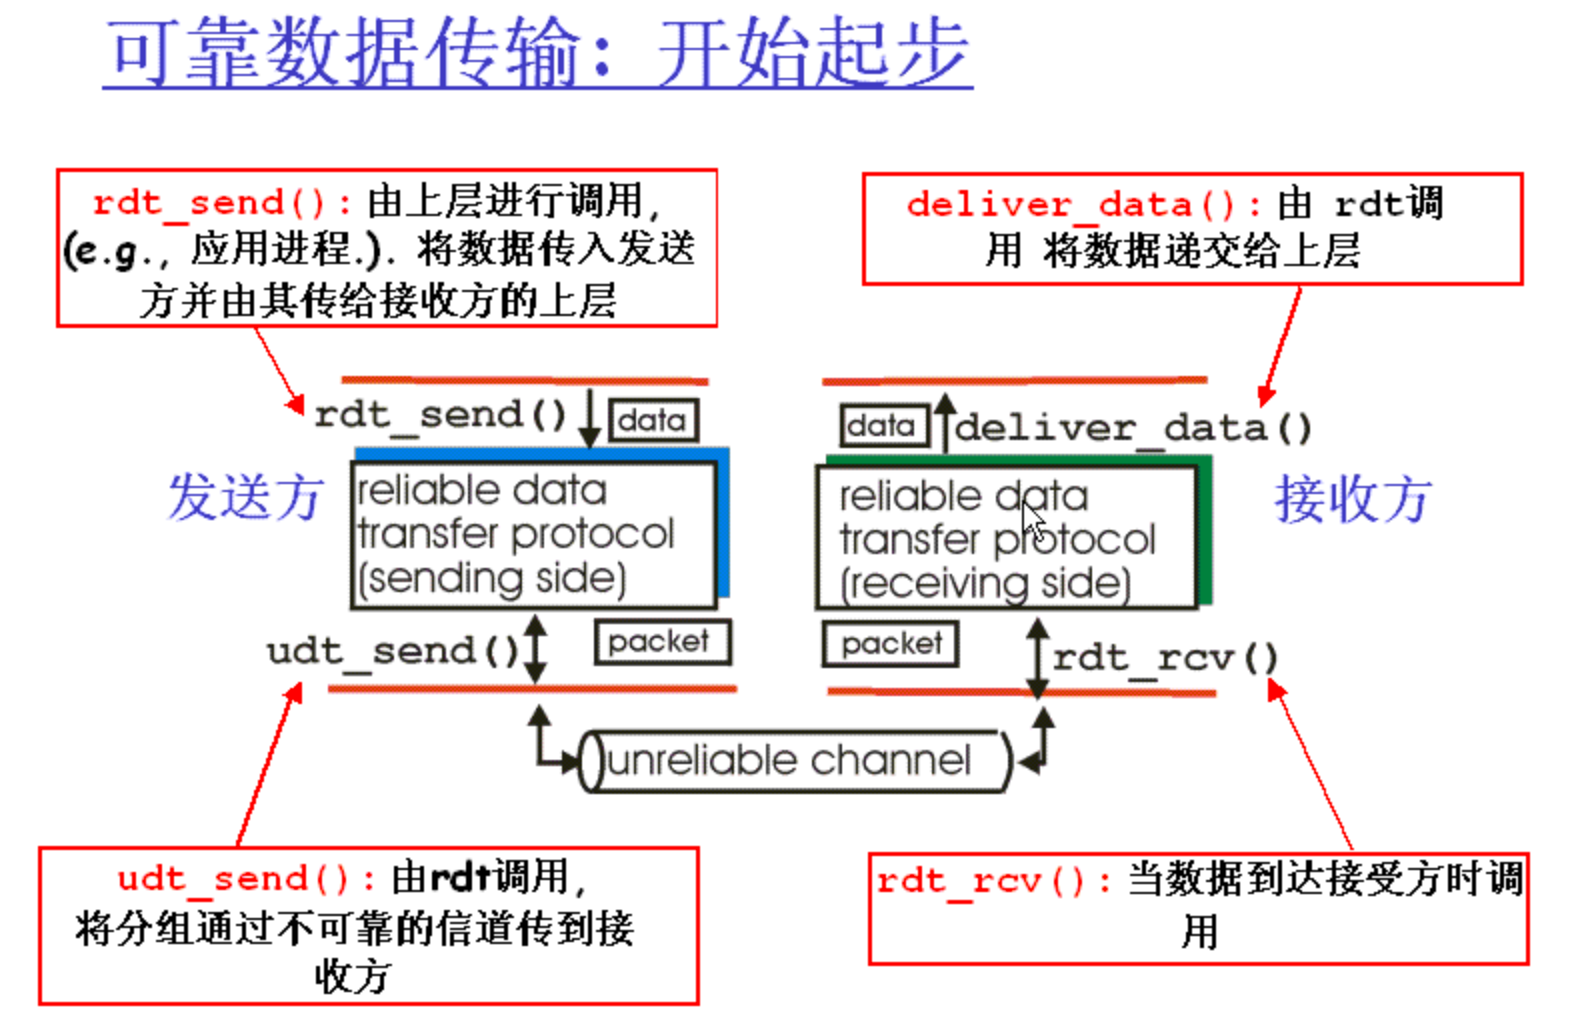 可靠数据传输：开始起步
rdt_send(): 由上层进行调用,
(e.g., 应用进程.). 将数据传入发送
方并由其传给接收方的上层
deliver_data(): 由 rdt调
用 将数据递交给上层
rdt_send()
data
data
deliver_data()
发送方
reliable data
transfer protocol
(sending side)
reliable data
transfer protocol
(receiving side)
接收方
udt_send()
packet
packet
rdt_rcv()
unreliable channel
udt_send(): 由rdt调用,
将分组通过不可靠的信道传到接
收方
rdt_rcv(): 当数据到达接受方时调
用